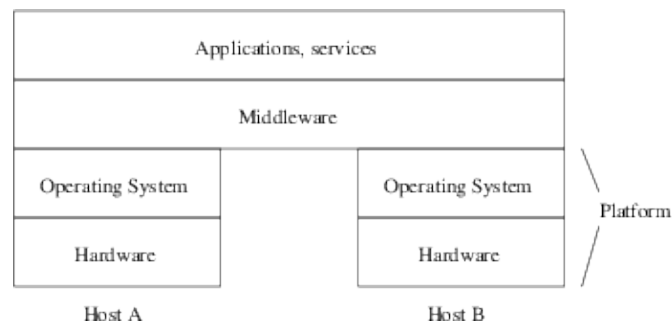 Applications, services
Middleware
Operating System
Operating System
Platform
Hardware
Hardware
Host A
Host B